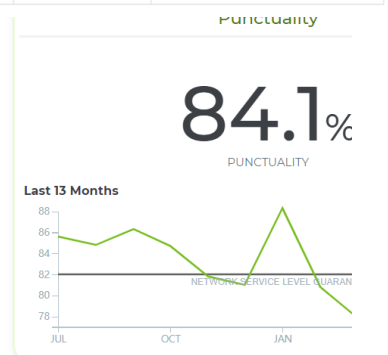 Punctuality
84.1%
PUNCTUALITY
Last 13 Months
88
86
84
82
NETWORK SERVICE LEVEL GUARAN
80
78
JUL OCT JAN